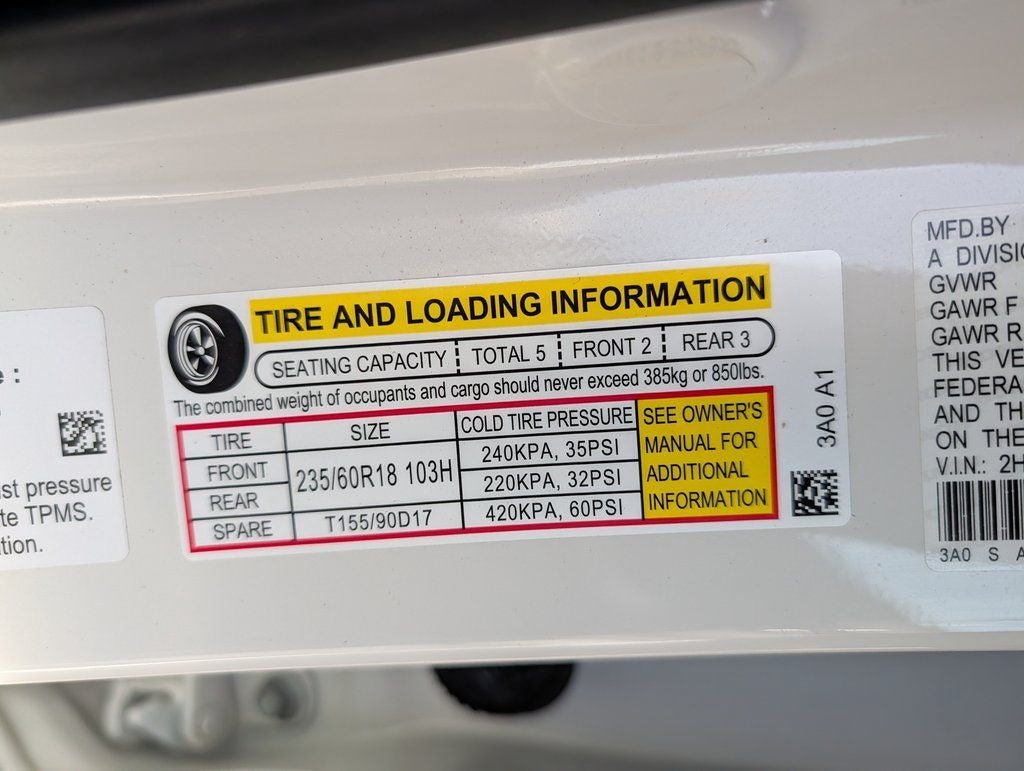 e :
st pressure
te TPMS.
tion.
TIRE AND LOADING INFORMATION
SEATING CAPACITY TOTAL 5 FRONT 2 REAR 3
The combined weight of occupants and cargo should never exceed 385kg or 850lbs.
TIRE SIZE COLD TIRE PRESSURE
FRONT 235/60R18 103H 240KPA, 35PSI
REAR 220KPA, 32PSI
SPARE T155/90D17 420KPA, 60PSI
SEE OWNER'S
MANUAL FOR
ADDITIONAL
INFORMATION
3A0 A1
MFD.BY
A DIVISIO
GVWR
GAWR F
GAWR R
THIS VE
FEDERA
AND TH
ON THE
V.I.N.: 2H
3A0 S A